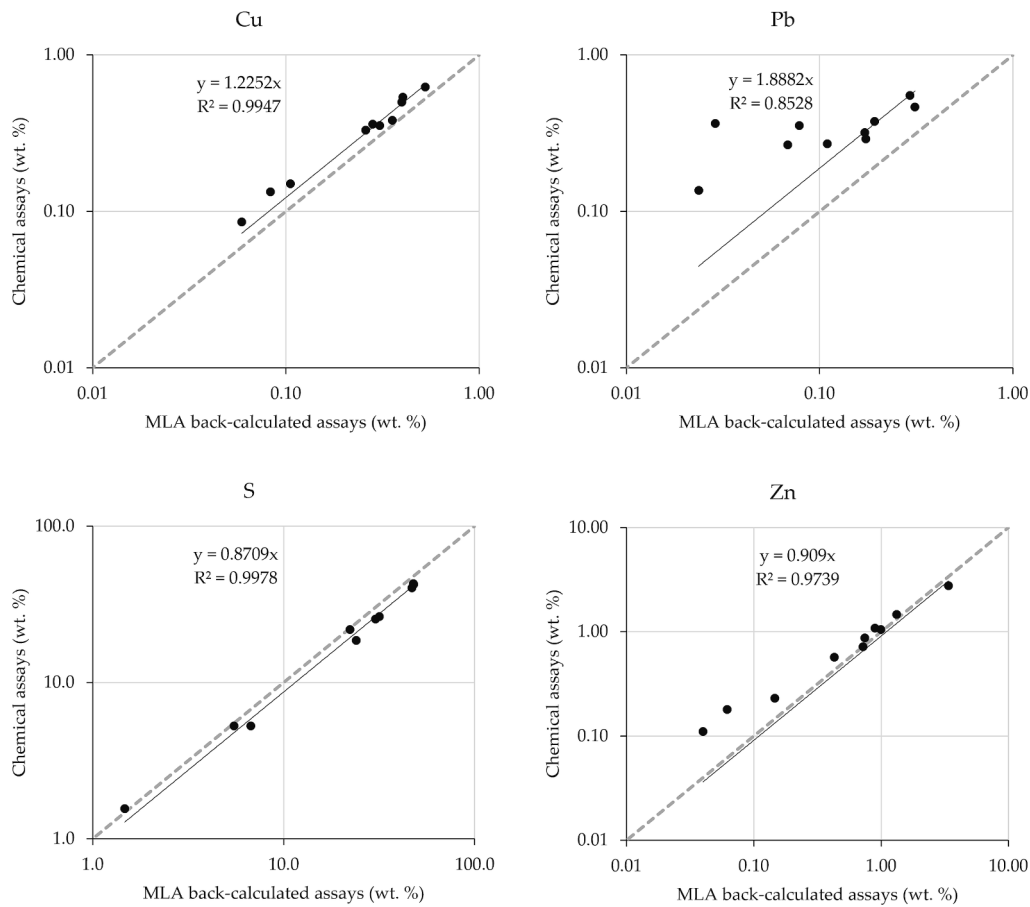 Cu
1.00
0.10
0.01
0.01
0.10
1.00
y = 1.2252x
R² = 0.9947
Chemical assays (wt. %)
MLA back-calculated assays (wt. %)
Pb
1.00
0.10
0.01
0.01
0.10
1.00
y = 1.8882x
R² = 0.8528
Chemical assays (wt. %)
MLA back-calculated assays (wt. %)
S
100.0
10.0
1.0
1.0
10.0
100.0
y = 0.8709x
R² = 0.9978
Chemical assays (wt. %)
MLA back-calculated assays (wt. %)
Zn
10.00
1.00
0.10
0.01
0.01
0.10
1.00
10.00
y = 0.909x
R² = 0.9739
Chemical assays (wt. %)
MLA back-calculated assays (wt. %)